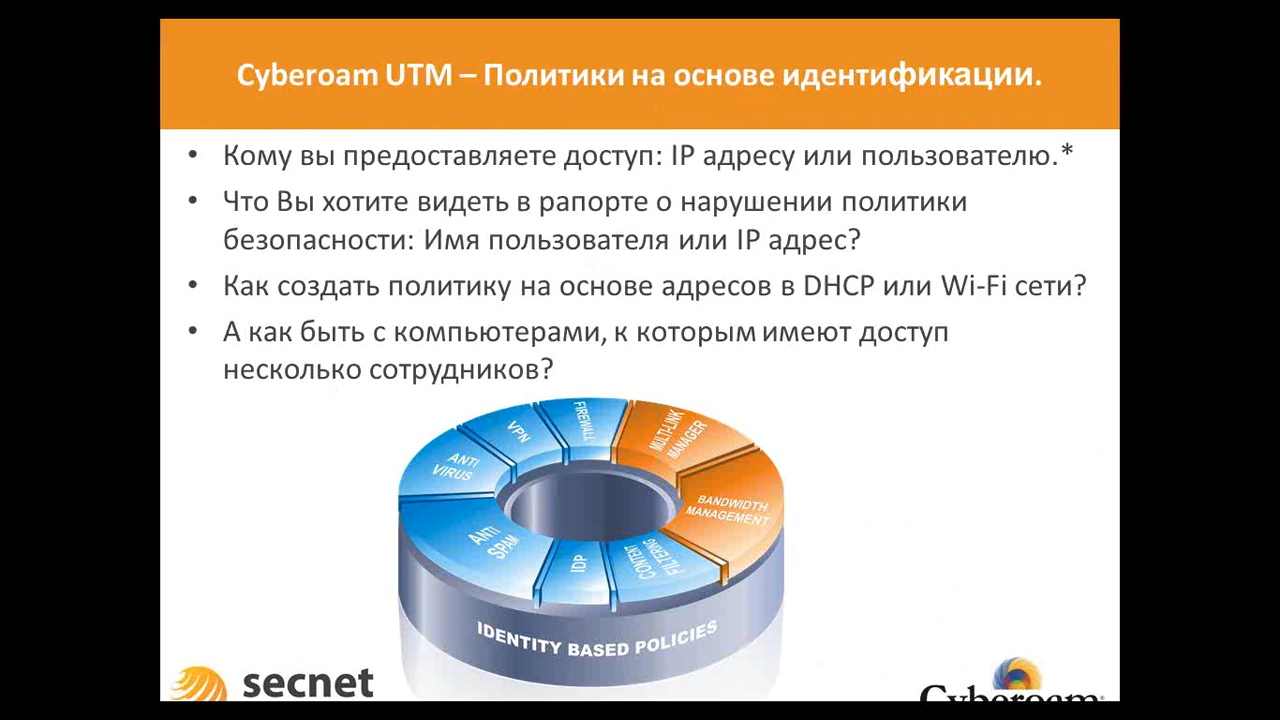 Cyberoam UTM – Политики на основе идентификации.
• Кому вы предоставляете доступ: IP адресу или пользователю.*
• Что Вы хотите видеть в рапорте о нарушении политики
безопасности: Имя пользователя или IP адрес?
• Как создать политику на основе адресов в DHCP или Wi-Fi сети?
• А как быть с компьютерами, к которым имеют доступ
несколько сотрудников?
FIREWALL
MULTI-LINK
MANAGER
VPN
ANTI
VIRUS
BANDWIDTH
MANAGEMENT
ANTI
SPAM
IDP
CONTENT
FILTERING
IDENTITY BASED POLICIES
secnet
Cyberoam